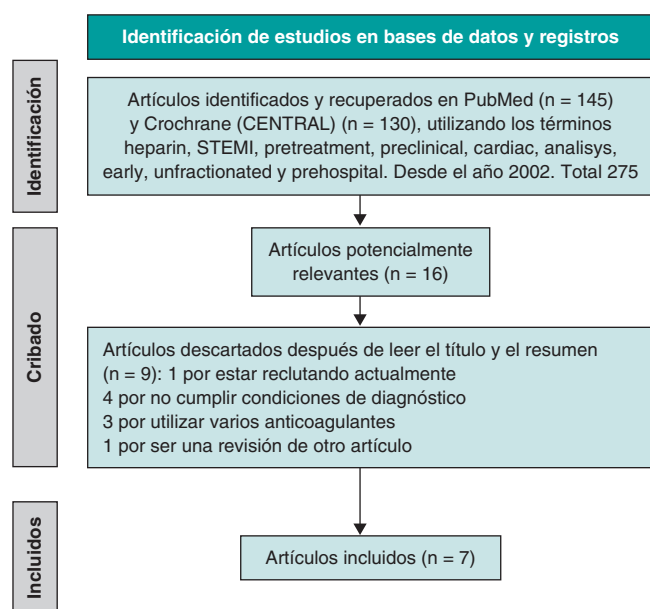 Identificación de estudios en bases de datos y registros
Identificación
Artículos identificados y recuperados en PubMed (n = 145)
y Crochrane (CENTRAL) (n = 130), utilizando los términos
heparin, STEMI, pretreatment, preclinical, cardiac, analisys,
early, unfractionated y prehospital. Desde el año 2002. Total 275
Cribado
Artículos potencialmente
relevantes (n = 16)
Artículos descartados después de leer el título y el resumen
(n = 9): 1 por estar reclutando actualmente
4 por no cumplir condiciones de diagnóstico
3 por utilizar varios anticoagulantes
1 por ser una revisión de otro artículo
Incluidos
Artículos incluidos (n = 7)